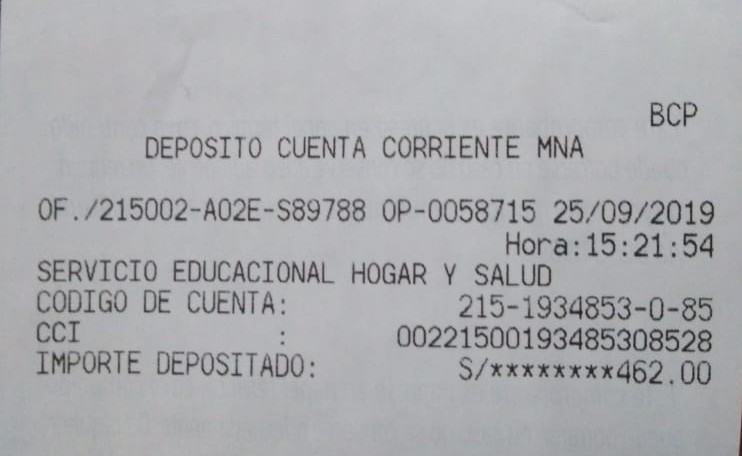 BCP
DEPOSITO CUENTA CORRIENTE MNA
OF./215002-A02E-S89788 OP-0058715 25/09/2019
Hora:15:21:54
SERVICIO EDUCACIONAL HOGAR Y SALUD
CODIGO DE CUENTA: 215-1934853-0-85
CCI : 00221500193485308528
IMPORTE DEPOSITADO: S/********462.00